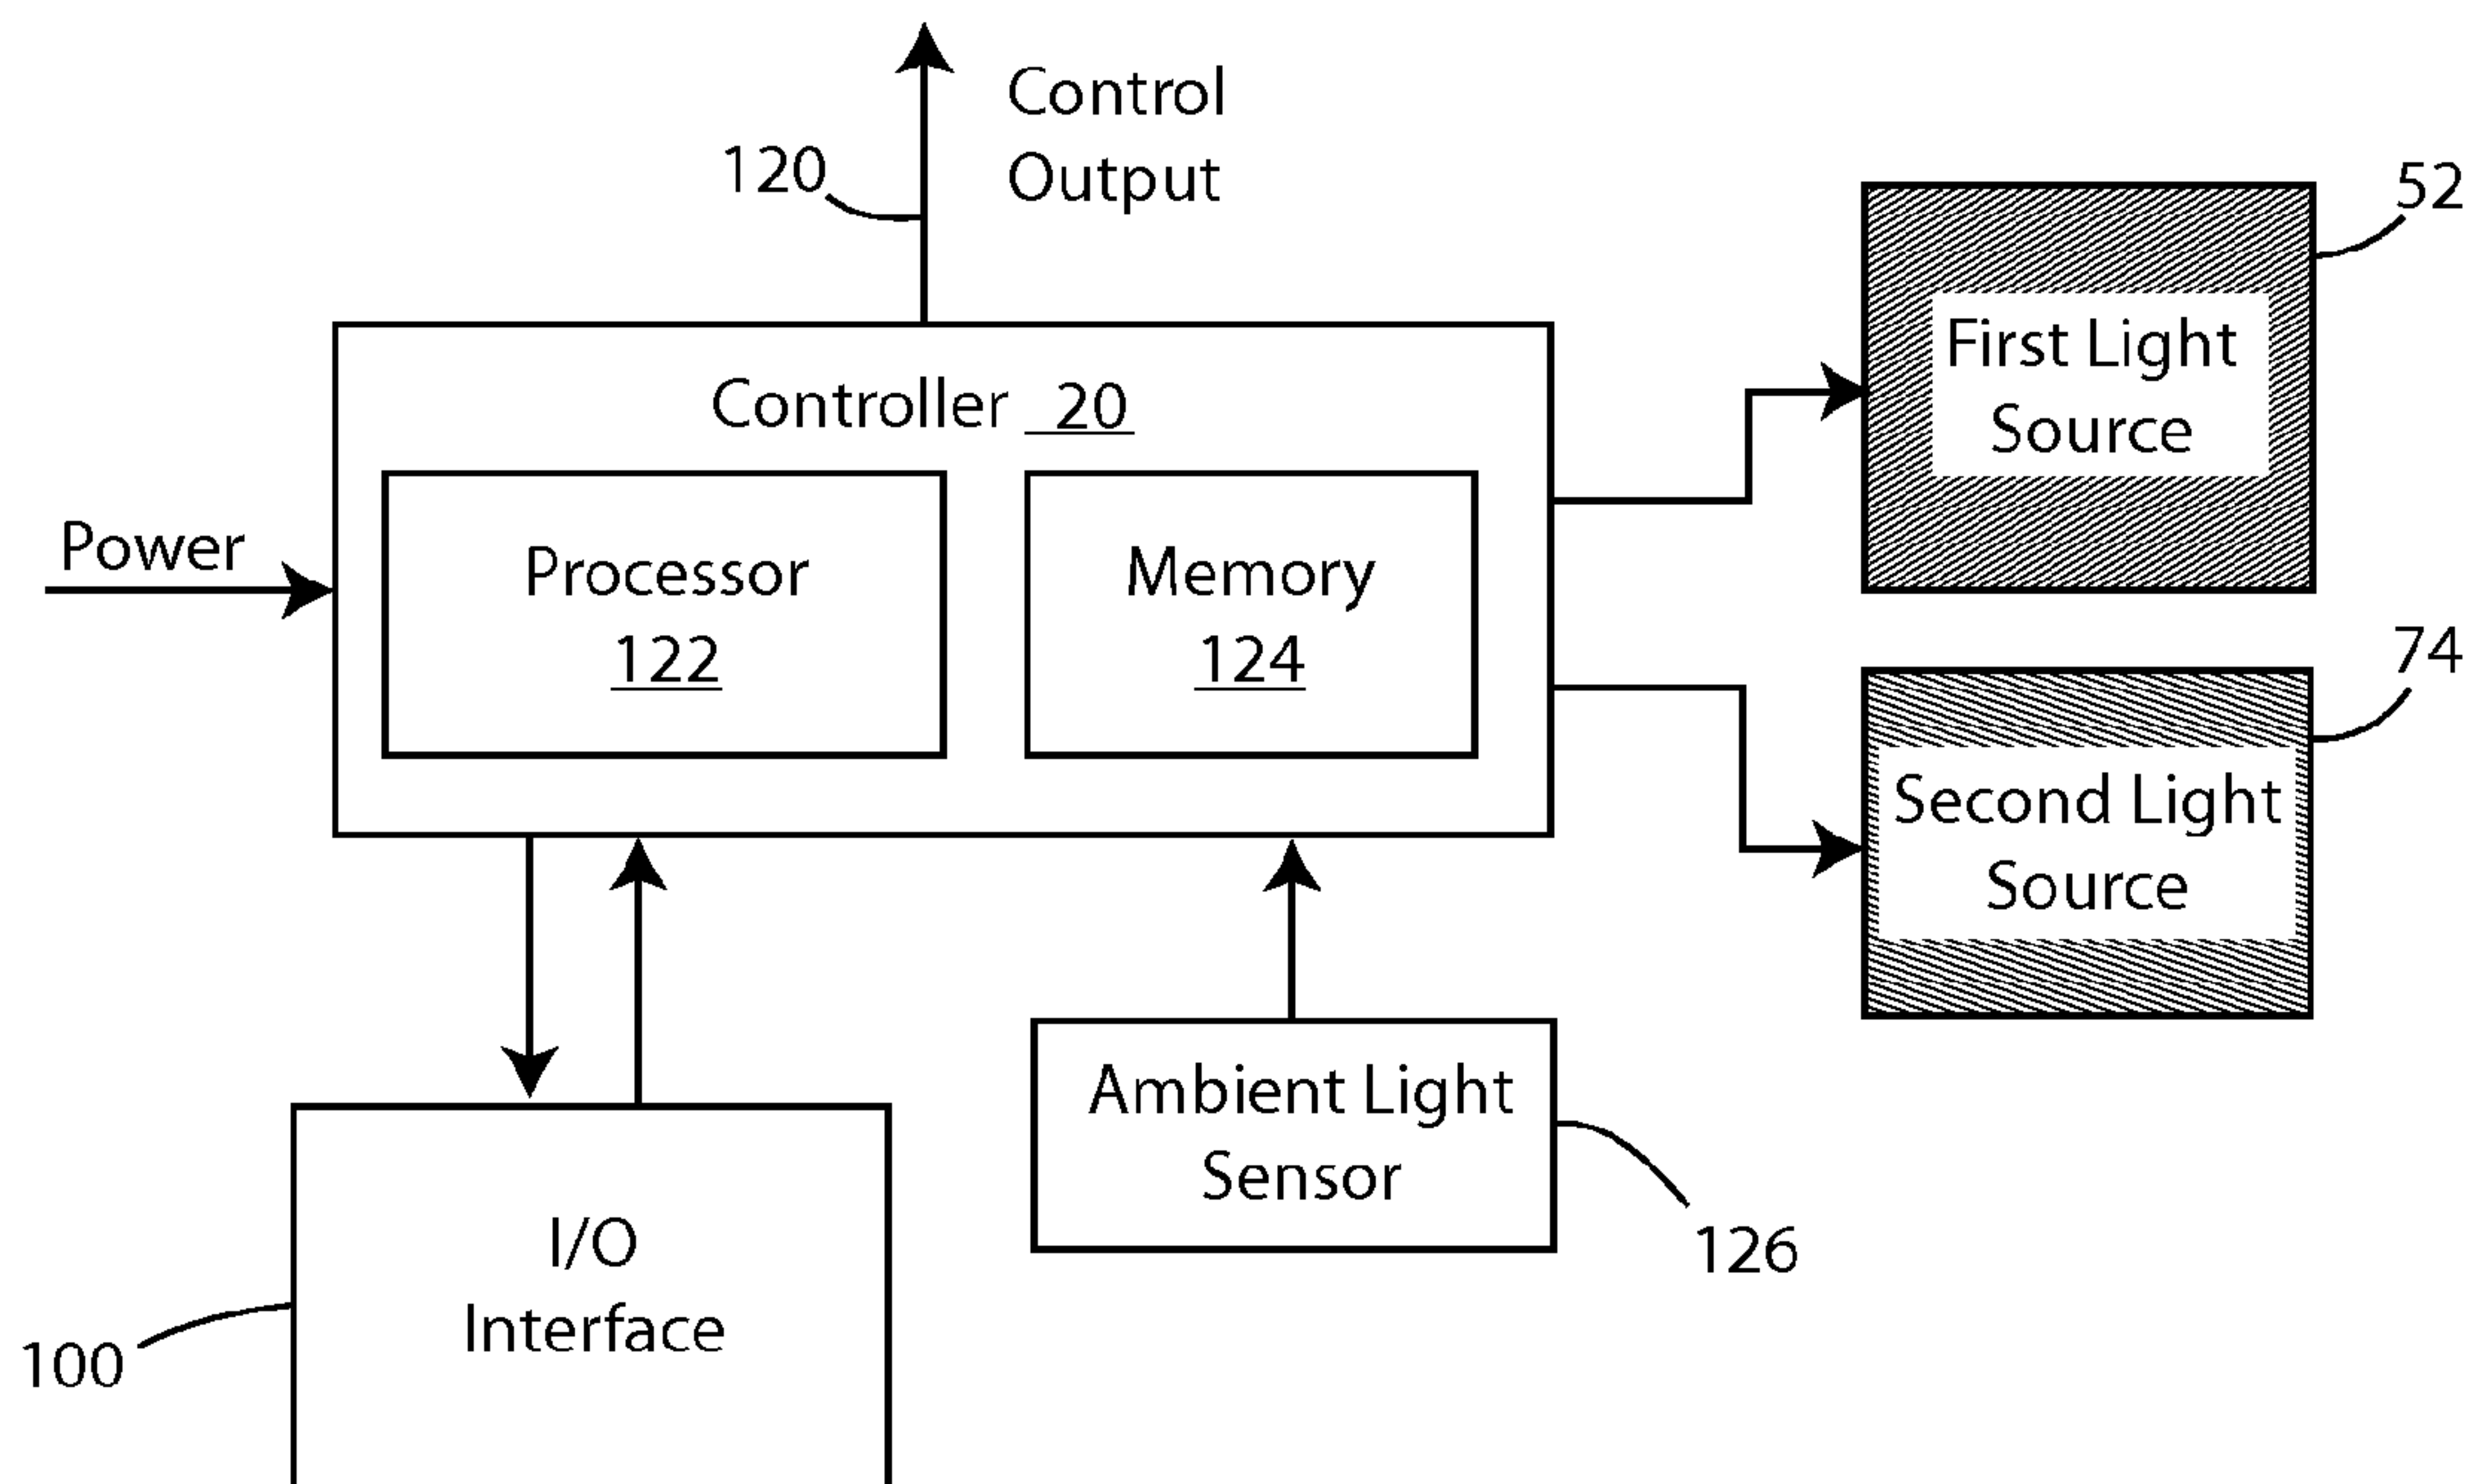 Control
Output
120
52
First Light
Source
Controller 20
Power
Processor
122
Memory
124
74
Second Light
Source
Ambient Light
Sensor
126
I/O
Interface
100